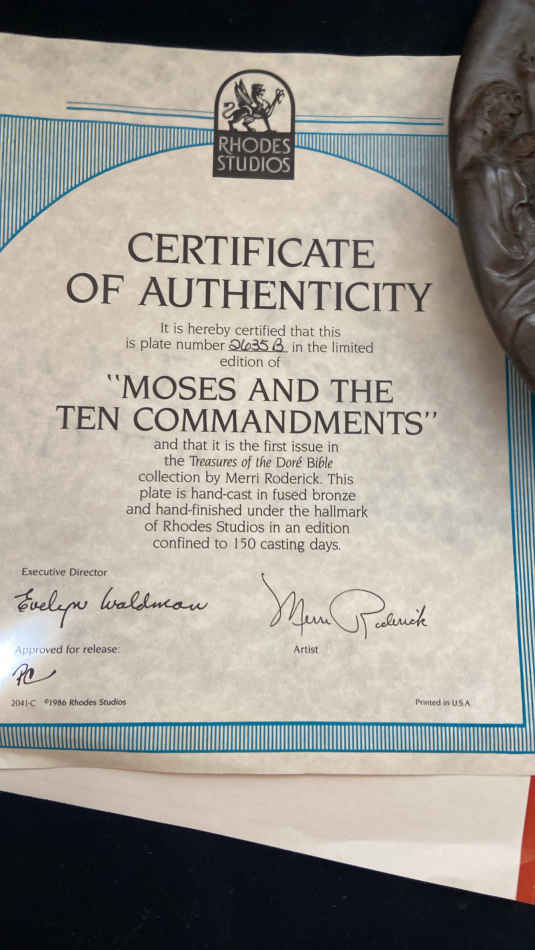 RHODES
STUDIOS
CERTIFICATE
OF AUTHENTICITY
It is hereby certified that this
is plate number 2635B in the limited
edition of
"MOSES AND THE
TEN COMMANDMENTS"
and that it is the first issue in
the Treasures of the Doré Bible
collection by Merri Roderick. This
plate is hand-cast in fused bronze
and hand-finished under the hallmark
of Rhodes Studios in an edition
confined to 150 casting days.
Executive Director
Evelyn Waldman
Merri Roderick
Approved for release:
Artist
PC
2041-C ©1986 Rhodes Studios
Printed in U.S.A.